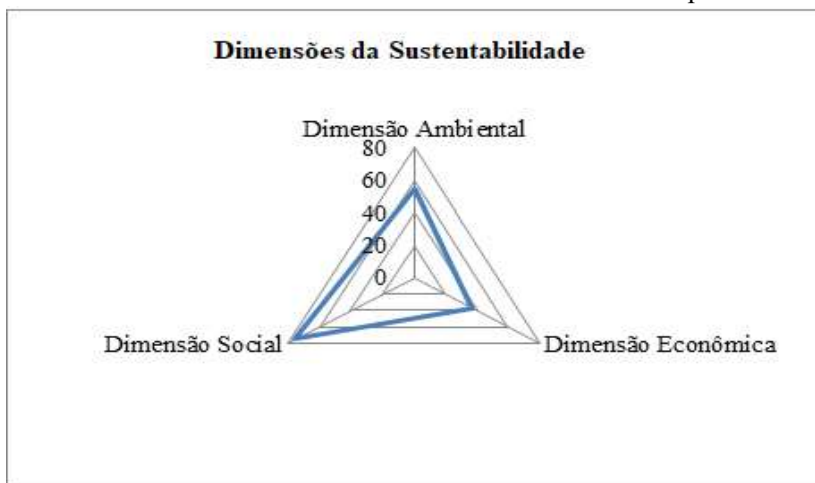 Dimensões da Sustentabilidade
Dimensão Ambiental
80
60
40
20
0
Dimensão Social
Dimensão Econômica